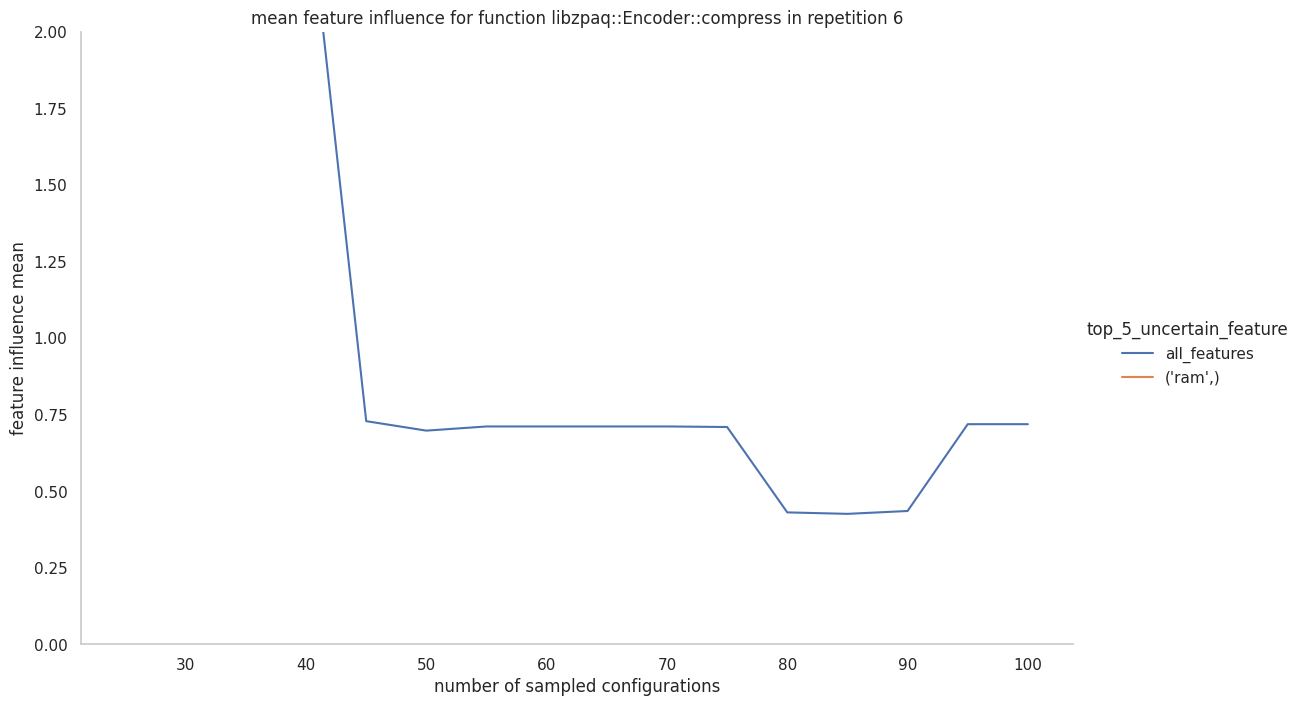 mean feature influence for function libzpaq::Encoder::compress in repetition 6
2.00
1.75
1.50
1.25
1.00
0.75
0.50
0.25
0.00
feature influence mean
30 40 50 60 70 80 90 100
number of sampled configurations
top_5_uncertain_feature
all_features
('ram',)